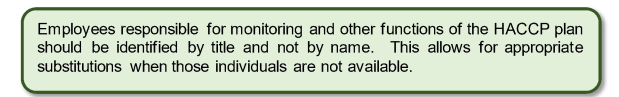 Employees responsible for monitoring and other functions of the HACCP plan
should be identified by title and not by name. This allows for appropriate
substitutions when those individuals are not available.